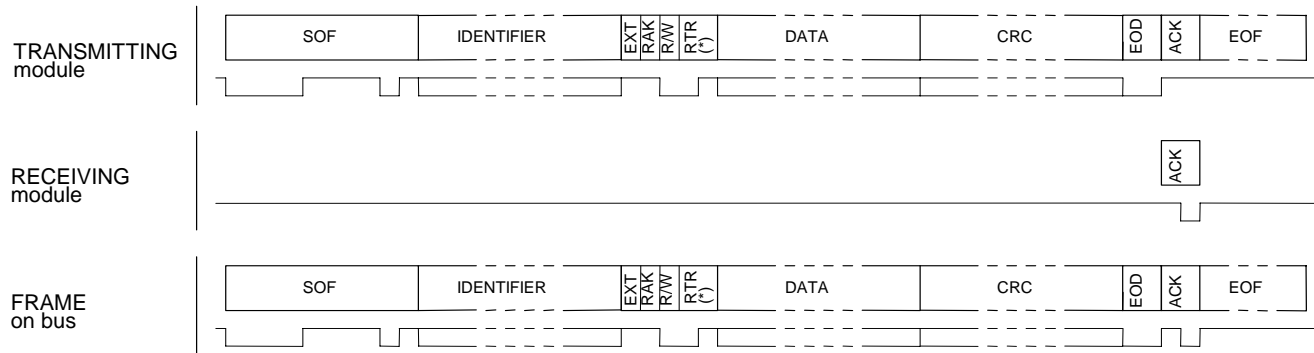 TRANSMITTING
module
SOF
IDENTIFIER
EXT
RAK
R/W
RTR
(*)
DATA
CRC
EOD
ACK
EOF
RECEIVING
module
ACK
FRAME
on bus
SOF
IDENTIFIER
EXT
RAK
R/W
RTR
(*)
DATA
CRC
EOD
ACK
EOF